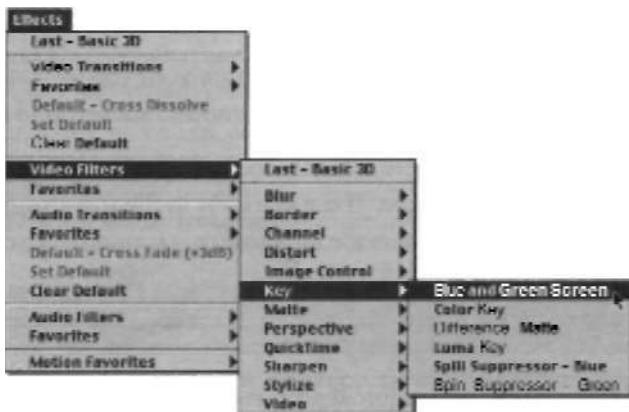 Effects
Last - Basic 3D
Video Transitions
Favorites
Default - Cross Dissolve
Set Default
Clear Default
Video Filters
Favorites
Audio Transitions
Favorites
Default - Cross Fade (+3dB)
Set Default
Clear Default
Audio Filters
Favorites
Motion Favorites
Last - Basic 3D
Blur
Border
Channel
Distort
Image Control
Key
Matte
Perspective
QuickTime
Sharpen
Stylize
Video
Blue and Green Screen
Color Key
Difference Matte
Luma Key
Spill Suppressor - Blue
Spill Suppressor - Green